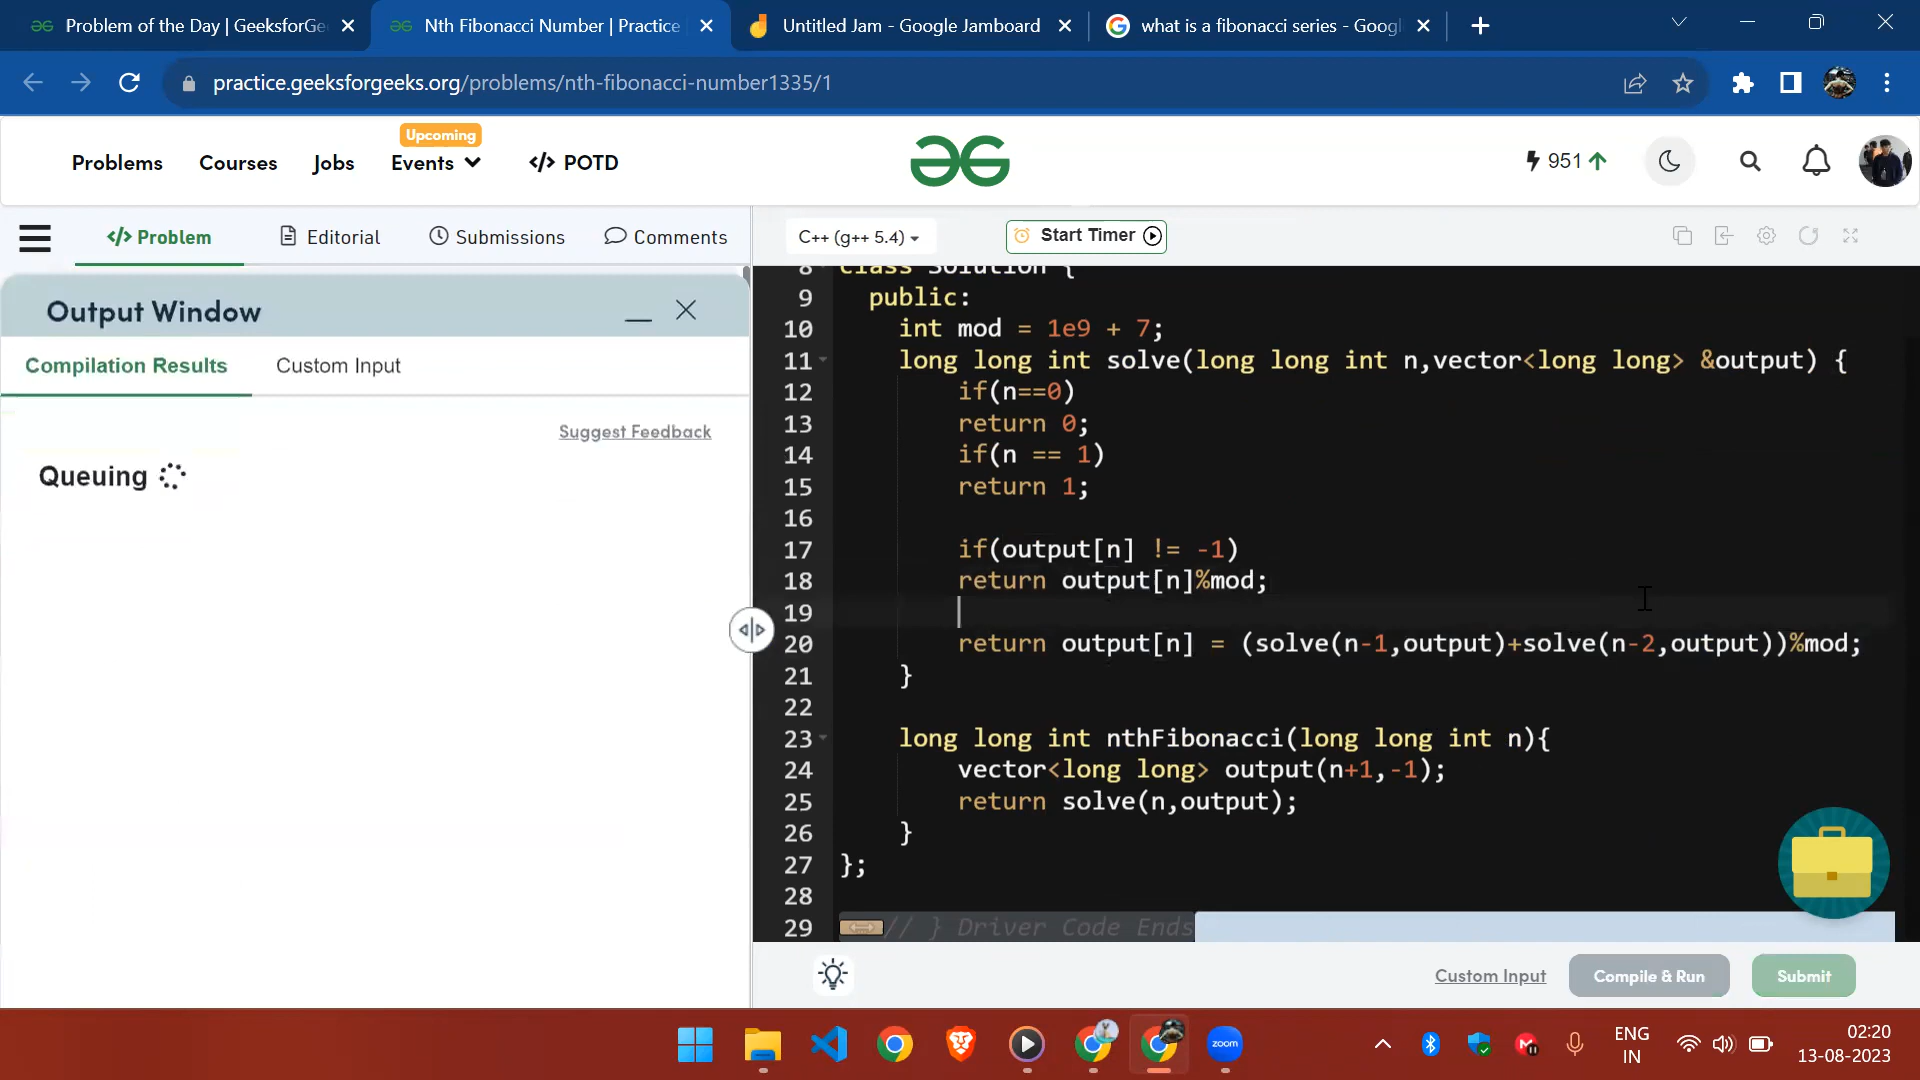 Problem of the Day | GeeksforGe
Nth Fibonacci Number | Practice
Untitled Jam - Google Jamboard
what is a fibonacci series - Googl
practice.geeksforgeeks.org/problems/nth-fibonacci-number1335/1
Upcoming
Problems
Courses
Jobs
Events
</> POTD
951
</> Problem
Editorial
Submissions
Comments
C++ (g++ 5.4)
Start Timer
Output Window
Compilation Results
Custom Input
Suggest Feedback
Queuing
8 class Solution {
9 public:
10 int mod = 1e9 + 7;
11 long long int solve(long long int n,vector<long long> &output) {
12 if(n==0)
13 return 0;
14 if(n == 1)
15 return 1;
16
17 if(output[n] != -1)
18 return output[n]%mod;
19
20 return output[n] = (solve(n-1,output)+solve(n-2,output))%mod;
21 }
22
23 long long int nthFibonacci(long long int n){
24 vector<long long> output(n+1,-1);
25 return solve(n,output);
26 }
27 };
28
29 // } Driver Code Ends
Custom Input
Compile & Run
Submit
zoom
ENG
IN
02:20
13-08-2023